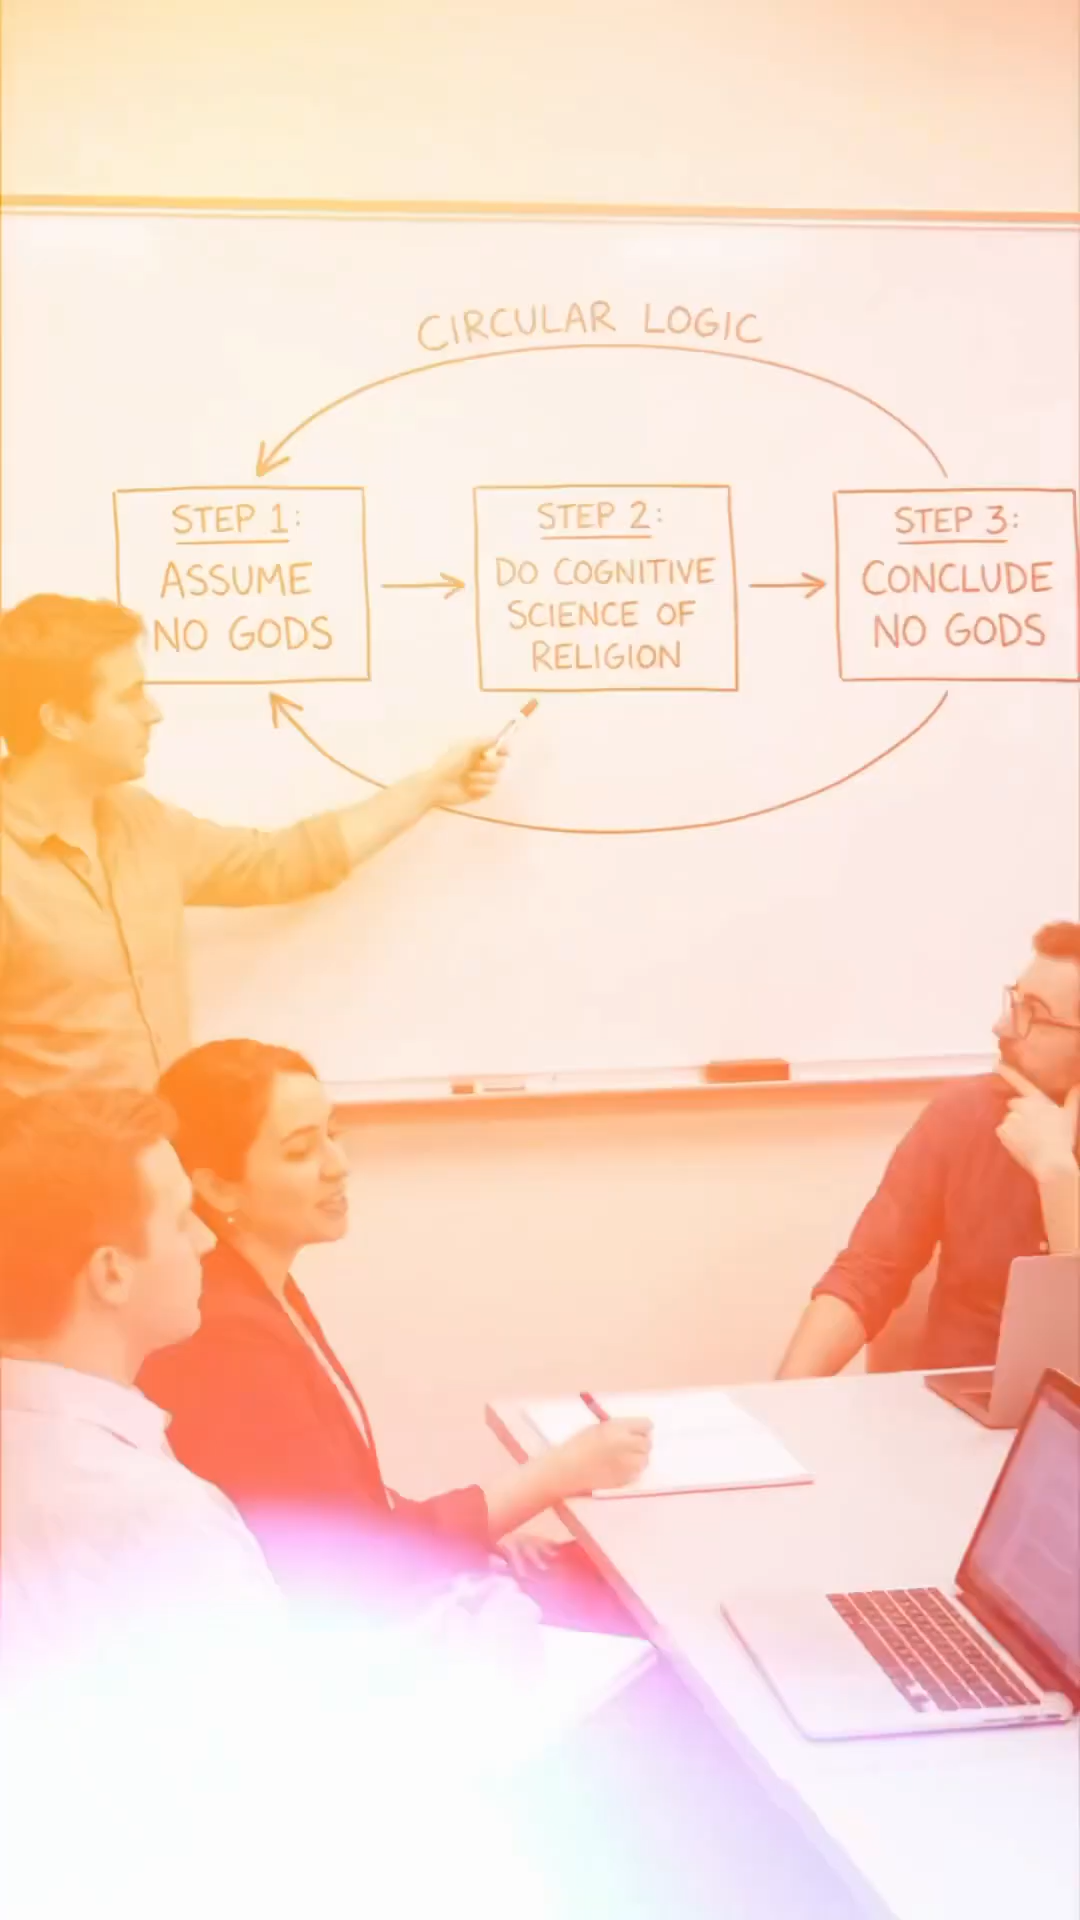 CIRCULAR LOGIC
STEP 1:
ASSUME
NO GODS
STEP 2:
DO COGNITIVE
SCIENCE OF
RELIGION
STEP 3:
CONCLUDE
NO GODS